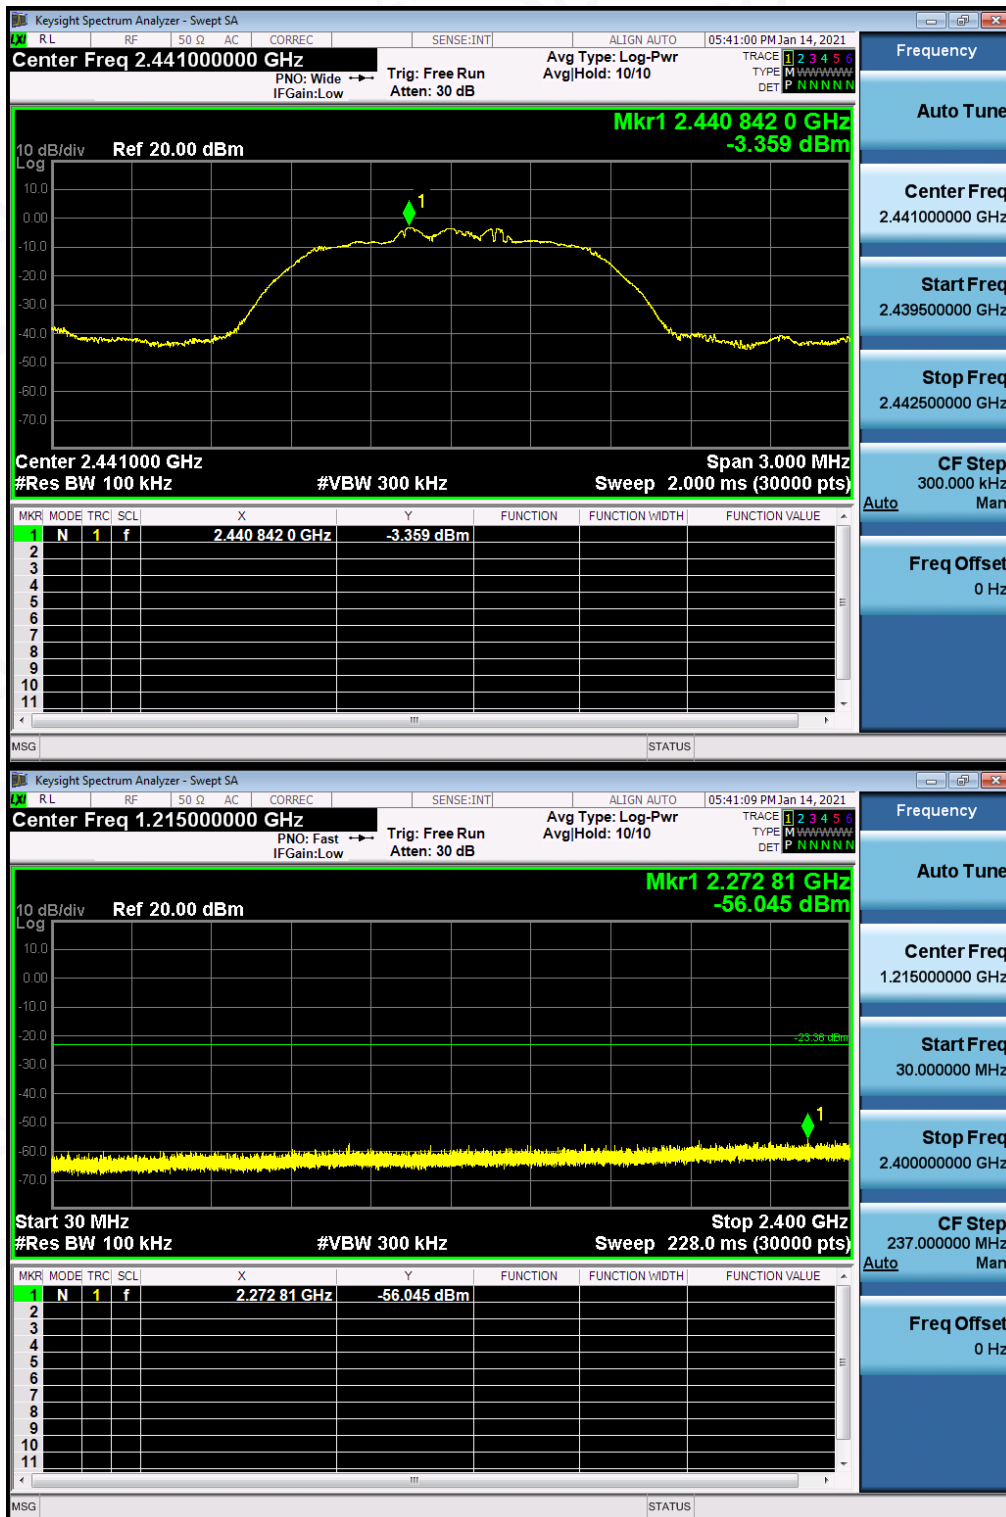 Keysight Spectrum Analyzer - Swept SA
LXI RL RF 50 Ω AC CORREC SENSE:INT ALIGN AUTO 05:41:00 PM Jan 14, 2021
Center Freq 2.441000000 GHz Avg Type: Log-Pwr TRACE 1 2 3 4 5 6
PNO: Wide Trig: Free Run Avg|Hold: 10/10 TYPE M WWWWW
IFGain:Low Atten: 30 dB DET P N N N N N
Mkr1 2.440 842 0 GHz
-3.359 dBm
10 dB/div Ref 20.00 dBm
Log
10.0
0.00
-10.0
-20.0
-30.0
-40.0
-50.0
-60.0
-70.0
1
Center 2.441000 GHz Span 3.000 MHz
#Res BW 100 kHz #VBW 300 kHz Sweep 2.000 ms (30000 pts)
MKR MODE TRC SCL X Y FUNCTION FUNCTION WIDTH FUNCTION VALUE
1 N 1 f 2.440 842 0 GHz -3.359 dBm
2
3
4
5
6
7
8
9
10
11
MSG STATUS
Frequency
Auto Tune
Center Freq
2.441000000 GHz
Start Freq
2.439500000 GHz
Stop Freq
2.442500000 GHz
CF Step
300.000 kHz
Auto Man
Freq Offset
0 Hz
Keysight Spectrum Analyzer - Swept SA
LXI RL RF 50 Ω AC CORREC SENSE:INT ALIGN AUTO 05:41:09 PM Jan 14, 2021
Center Freq 1.215000000 GHz Avg Type: Log-Pwr TRACE 1 2 3 4 5 6
PNO: Fast Trig: Free Run Avg|Hold: 10/10 TYPE M WWWWW
IFGain:Low Atten: 30 dB DET P N N N N N
Mkr1 2.272 81 GHz
-56.045 dBm
10 dB/div Ref 20.00 dBm
Log
10.0
0.00
-10.0
-20.0
-30.0
-40.0
-50.0
-60.0
-70.0
-23.36 dBm
1
Start 30 MHz Stop 2.400 GHz
#Res BW 100 kHz #VBW 300 kHz Sweep 228.0 ms (30000 pts)
MKR MODE TRC SCL X Y FUNCTION FUNCTION WIDTH FUNCTION VALUE
1 N 1 f 2.272 81 GHz -56.045 dBm
2
3
4
5
6
7
8
9
10
11
MSG STATUS
Frequency
Auto Tune
Center Freq
1.215000000 GHz
Start Freq
30.000000 MHz
Stop Freq
2.400000000 GHz
CF Step
237.000000 MHz
Auto Man
Freq Offset
0 Hz